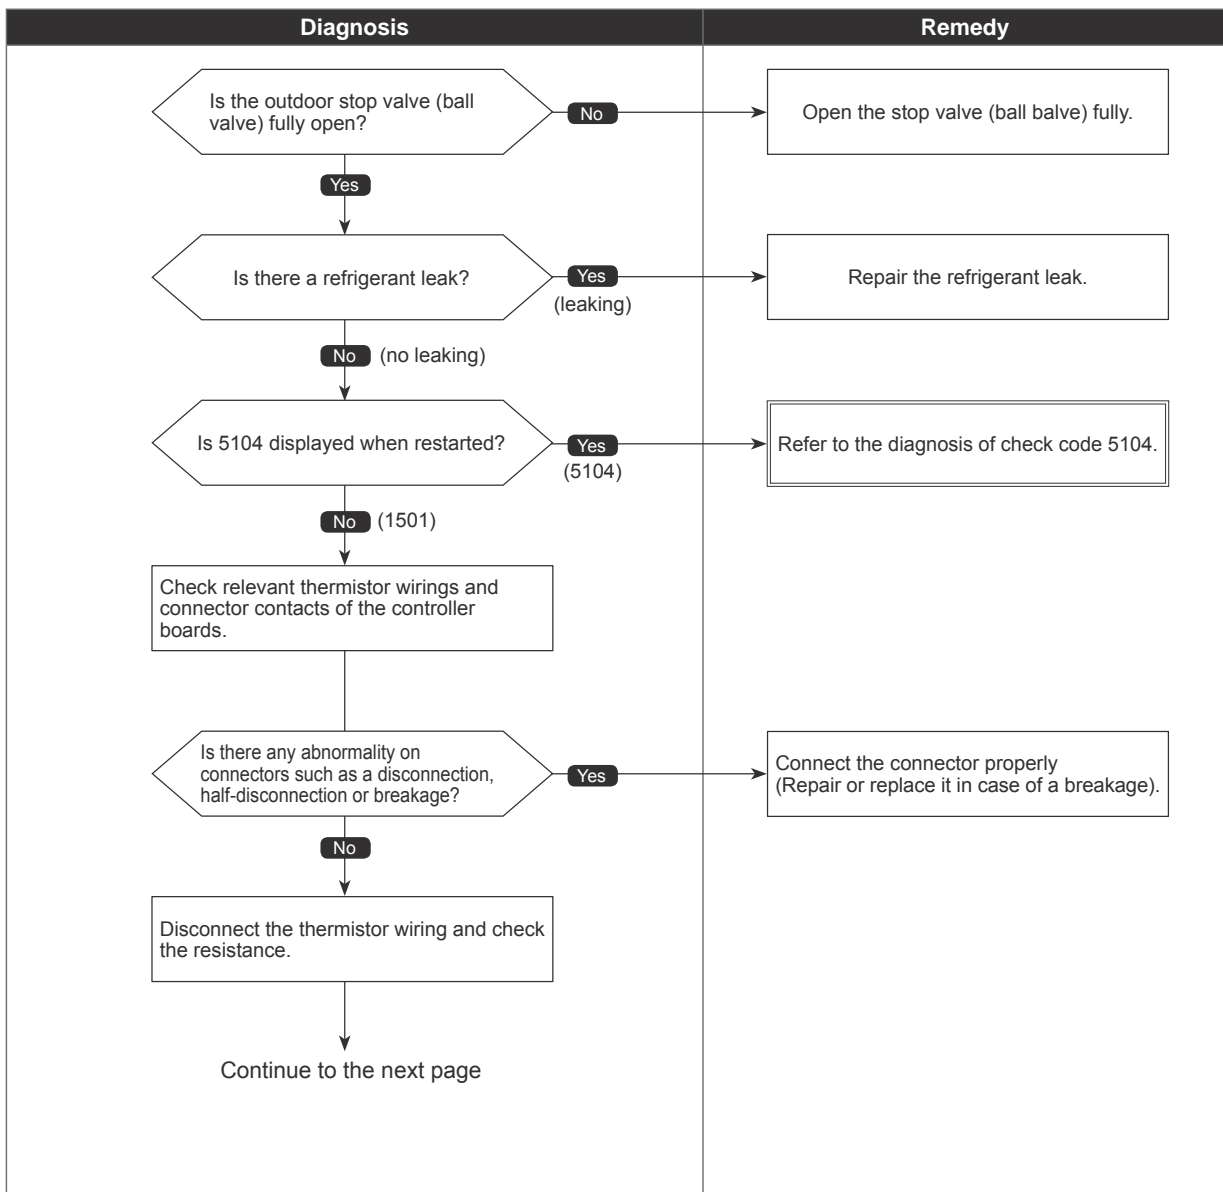 Diagnosis
Remedy
Is the outdoor stop valve (ball
valve) fully open?
No
Open the stop valve (ball balve) fully.
Yes
Is there a refrigerant leak?
Yes
(leaking)
Repair the refrigerant leak.
No (no leaking)
Is 5104 displayed when restarted?
Yes
(5104)
Refer to the diagnosis of check code 5104.
No (1501)
Check relevant thermistor wirings and
connector contacts of the controller
boards.
Is there any abnormality on
connectors such as a disconnection,
half-disconnection or breakage?
Yes
Connect the connector properly
(Repair or replace it in case of a breakage).
No
Disconnect the thermistor wiring and check
the resistance.
Continue to the next page